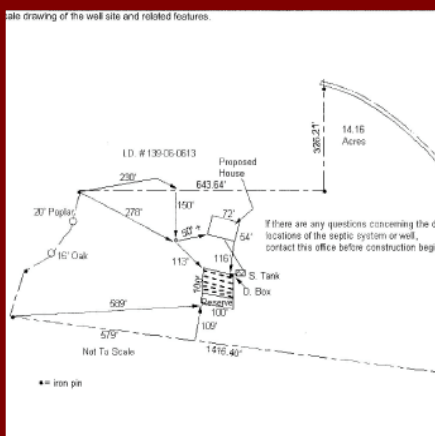 ale drawing of the well site and related features.
326.21'
14.16
Acres
I.D. # 139-06-0613
Proposed
House
230'
643.64'
150'
72'
20" Poplar
278'
50' +
54'
If there are any questions concerning the
locations of the septic system or well,
contact this office before construction begi
16" Oak
113'
116'
S. Tank
D. Box
100'
Reserve
100'
589'
109'
579'
Not To Scale
1416.40'
= iron pin